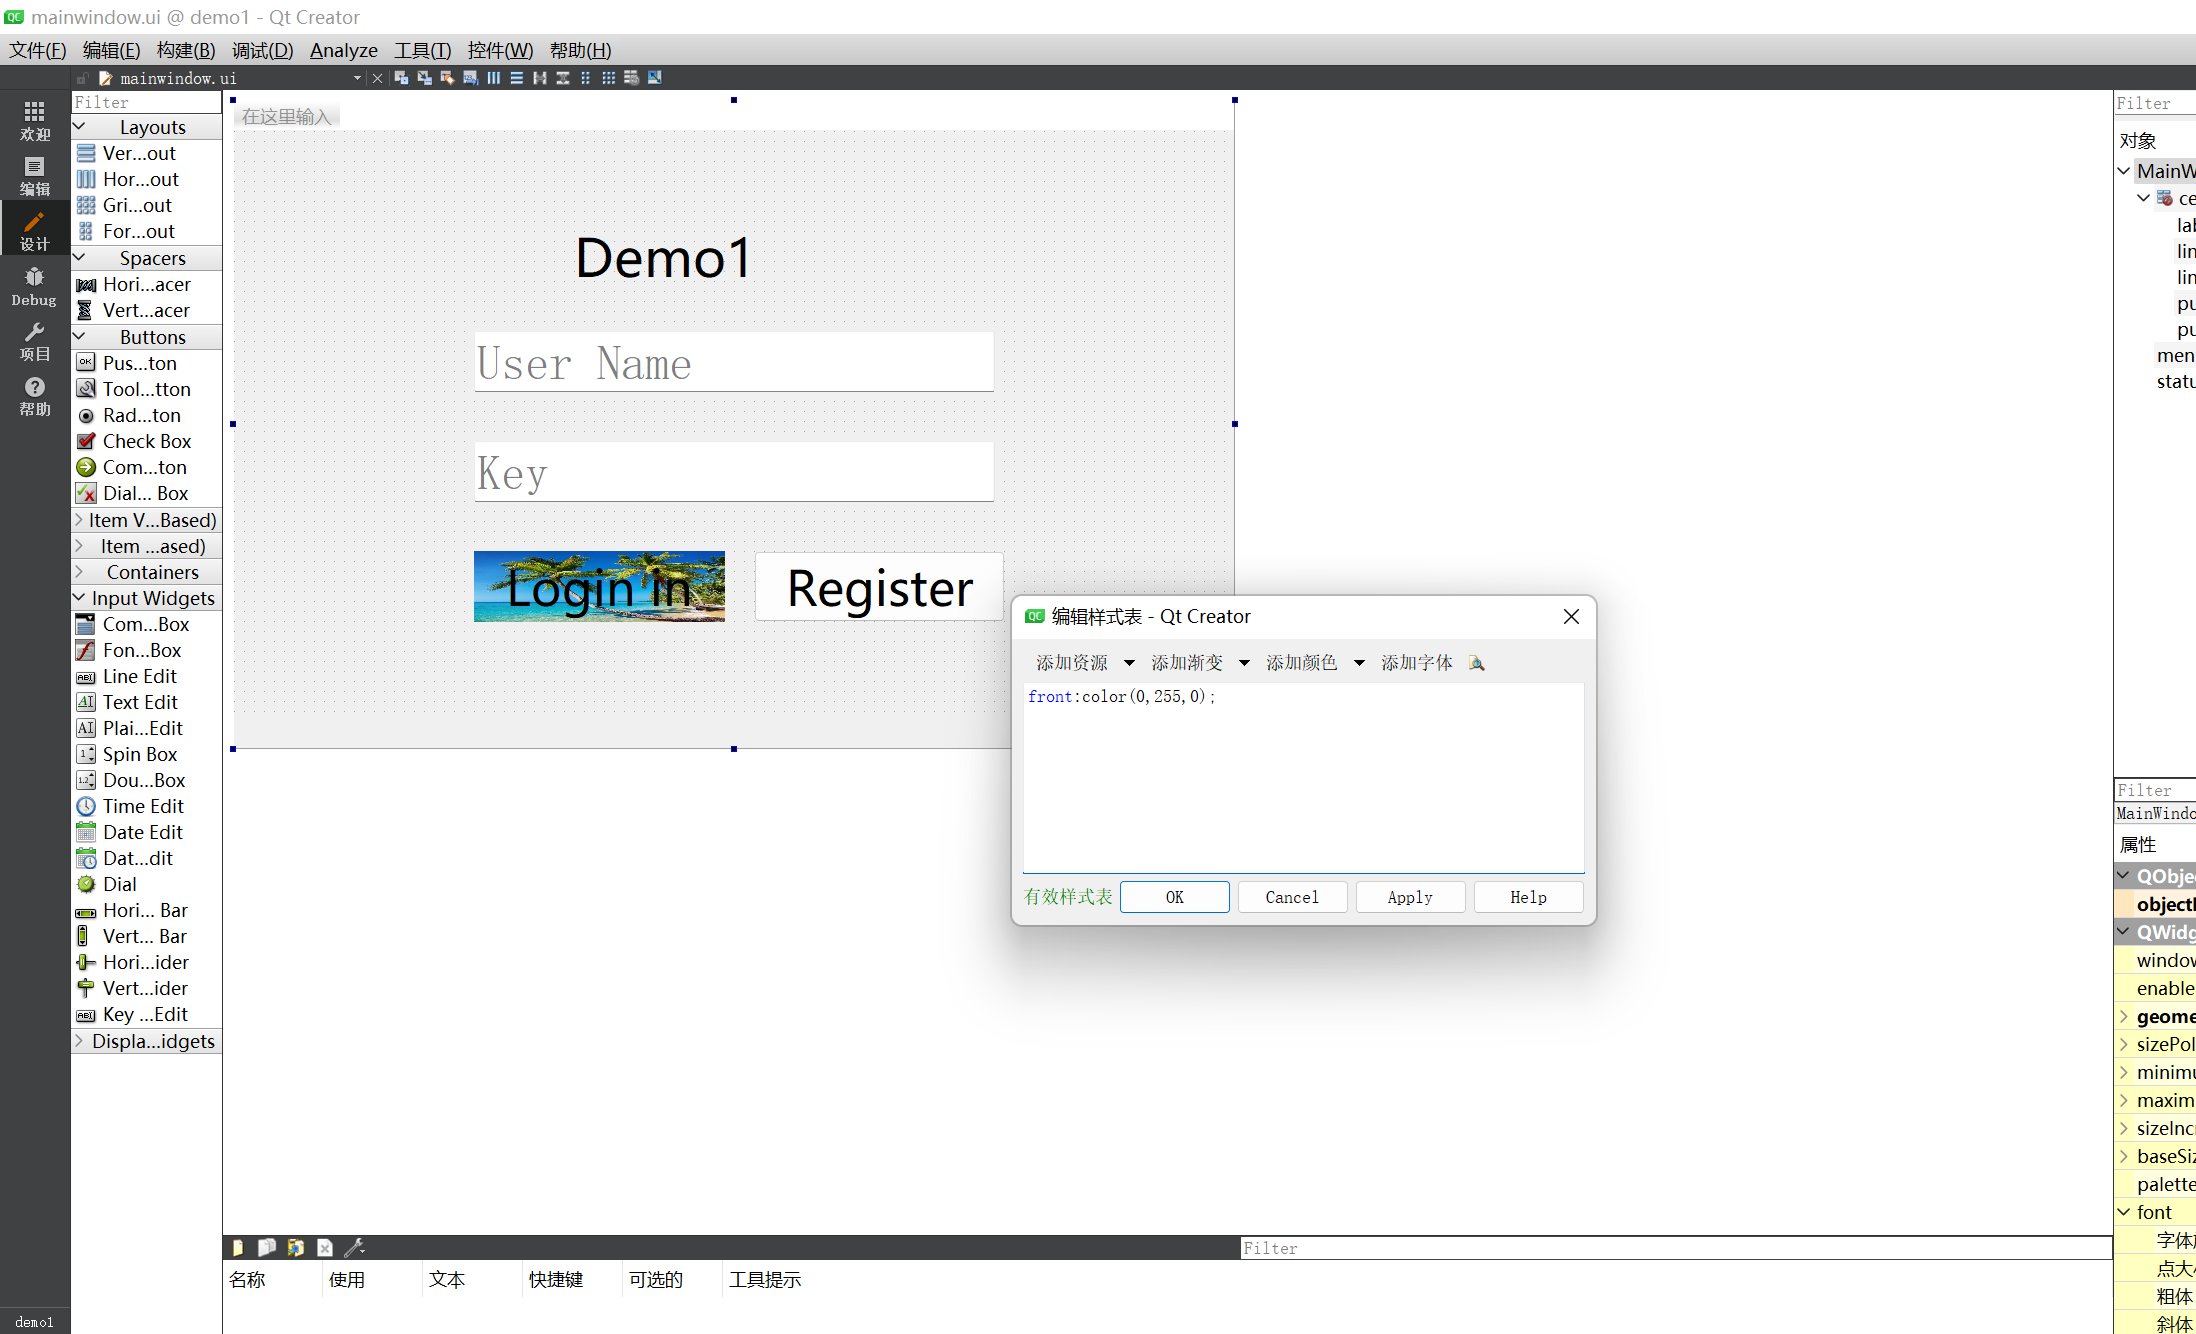 mainwindow.ui @ demo1 - Qt Creator
文件(F) 编辑(E) 构建(B) 调试(D) Analyze 工具(T) 控件(W) 帮助(H)
mainwindow.ui
欢迎
编辑
设计
Debug
项目
帮助
demo1
Filter
Layouts
Ver...out
Hor...out
Gri...out
For...out
Spacers
Hori...acer
Vert...acer
Buttons
Pus...ton
Tool...tton
Rad...ton
Check Box
Com...ton
Dial... Box
Item V...Based)
Item ...ased)
Containers
Input Widgets
Com...Box
Fon...Box
Line Edit
Text Edit
Plai...Edit
Spin Box
Dou...Box
Time Edit
Date Edit
Dat...dit
Dial
Hori... Bar
Vert... Bar
Hori...ider
Vert...ider
Key ...Edit
Displa...idgets
在这里输入
Demo1
User Name
Key
Login in
Register
编辑样式表 - Qt Creator
添加资源 添加渐变 添加颜色 添加字体
front:color(0,255,0);
有效样式表 OK Cancel Apply Help
Filter
名称 使用 文本 快捷键 可选的 工具提示
Filter
对象
MainW
ce
lab
lin
lin
pu
pu
men
statu
Filter
MainWindo
属性
QObje
object
QWidg
window
enable
geome
sizePol
minimu
maxim
sizeInc
baseSiz
palette
font
字体
点大
粗体
斜体